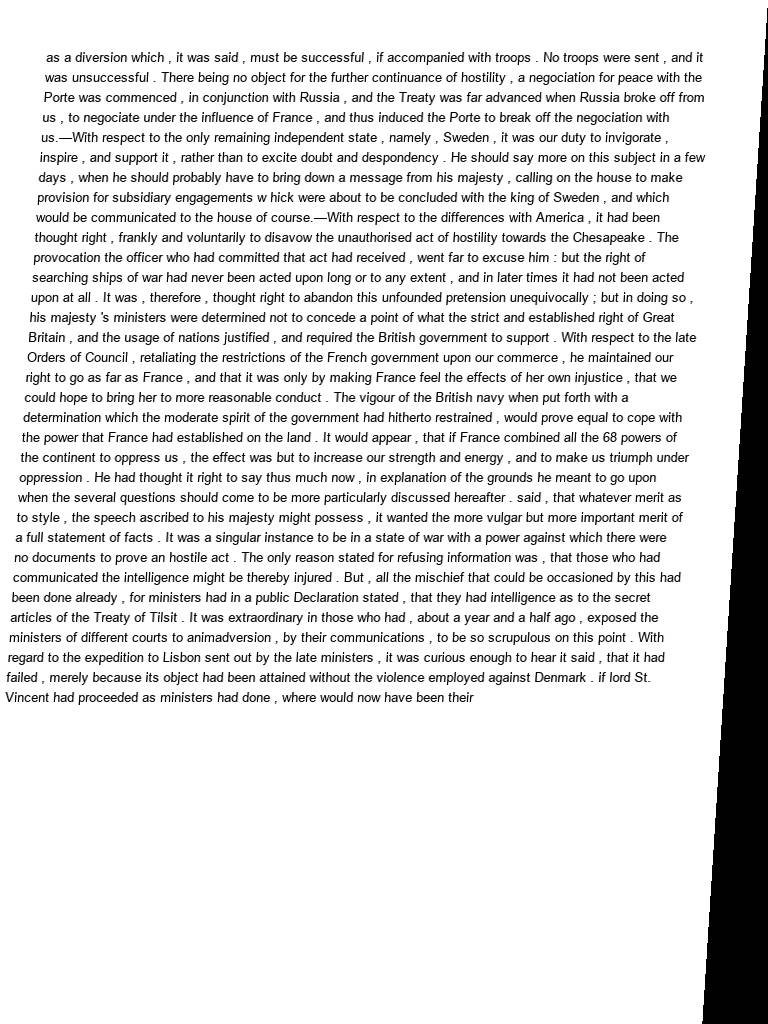 as a diversion which , it was said , must be successful , if accompanied with troops . No troops were sent , and it
was unsuccessful . There being no object for the further continuance of hostility , a negociation for peace with the
Porte was commenced , in conjunction with Russia , and the Treaty was far advanced when Russia broke off from
us , to negociate under the influence of France , and thus induced the Porte to break off the negociation with
us.—With respect to the only remaining independent state , namely , Sweden , it was our duty to invigorate ,
inspire , and support it , rather than to excite doubt and despondency . He should say more on this subject in a few
days , when he should probably have to bring down a message from his majesty , calling on the house to make
provision for subsidiary engagements w hick were about to be concluded with the king of Sweden , and which
would be communicated to the house of course.—With respect to the differences with America , it had been
thought right , frankly and voluntarily to disavow the unauthorised act of hostility towards the Chesapeake . The
provocation the officer who had committed that act had received , went far to excuse him : but the right of
searching ships of war had never been acted upon long or to any extent , and in later times it had not been acted
upon at all . It was , therefore , thought right to abandon this unfounded pretension unequivocally ; but in doing so ,
his majesty 's ministers were determined not to concede a point of what the strict and established right of Great
Britain , and the usage of nations justified , and required the British government to support . With respect to the late
Orders of Council , retaliating the restrictions of the French government upon our commerce , he maintained our
right to go as far as France , and that it was only by making France feel the effects of her own injustice , that we
could hope to bring her to more reasonable conduct . The vigour of the British navy when put forth with a
determination which the moderate spirit of the government had hitherto restrained , would prove equal to cope with
the power that France had established on the land . It would appear , that if France combined all the 68 powers of
the continent to oppress us , the effect was but to increase our strength and energy , and to make us triumph under
oppression . He had thought it right to say thus much now , in explanation of the grounds he meant to go upon
when the several questions should come to be more particularly discussed hereafter . said , that whatever merit as
to style , the speech ascribed to his majesty might possess , it wanted the more vulgar but more important merit of
a full statement of facts . It was a singular instance to be in a state of war with a power against which there were
no documents to prove an hostile act . The only reason stated for refusing information was , that those who had
communicated the intelligence might be thereby injured . But , all the mischief that could be occasioned by this had
been done already , for ministers had in a public Declaration stated , that they had intelligence as to the secret
articles of the Treaty of Tilsit . It was extraordinary in those who had , about a year and a half ago , exposed the
ministers of different courts to animadversion , by their communications , to be so scrupulous on this point . With
regard to the expedition to Lisbon sent out by the late ministers , it was curious enough to hear it said , that it had
failed , merely because its object had been attained without the violence employed against Denmark . if lord St.
Vincent had proceeded as ministers had done , where would now have been their